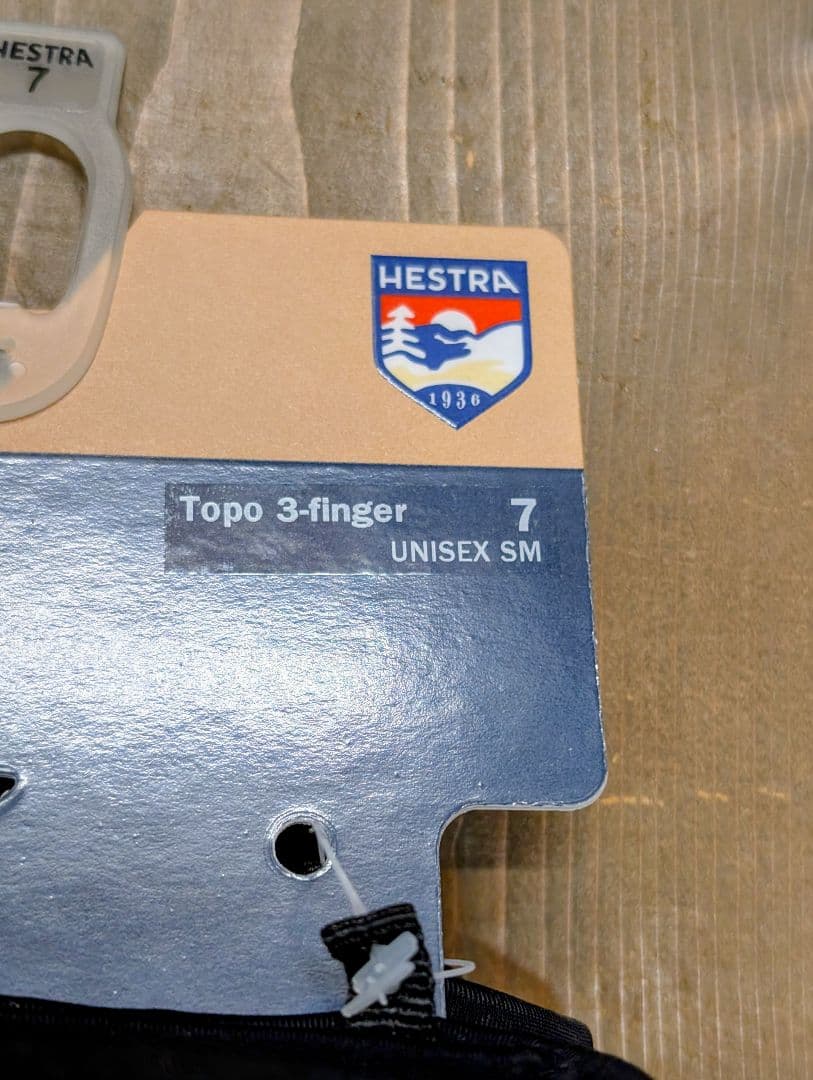 HESTRA
7
HESTRA
1936
Topo 3-finger 7
UNISEX SM